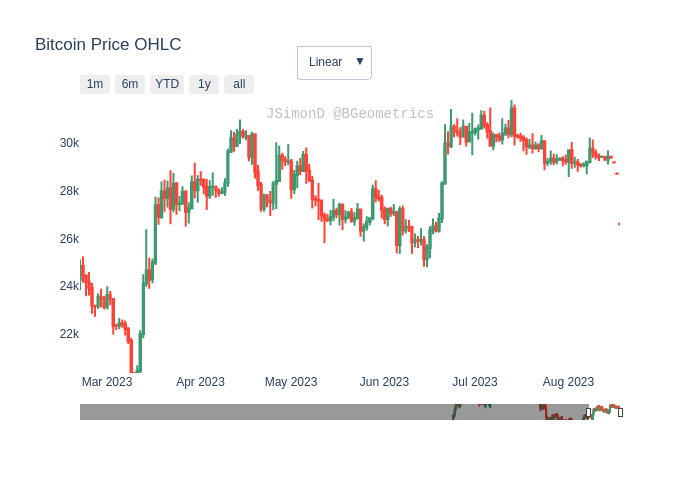 Bitcoin Price OHLC
Linear ▼
1m 6m YTD 1y all
JSimonD @BGeometrics
30k
28k
26k
24k
22k
Mar 2023 Apr 2023 May 2023 Jun 2023 Jul 2023 Aug 2023